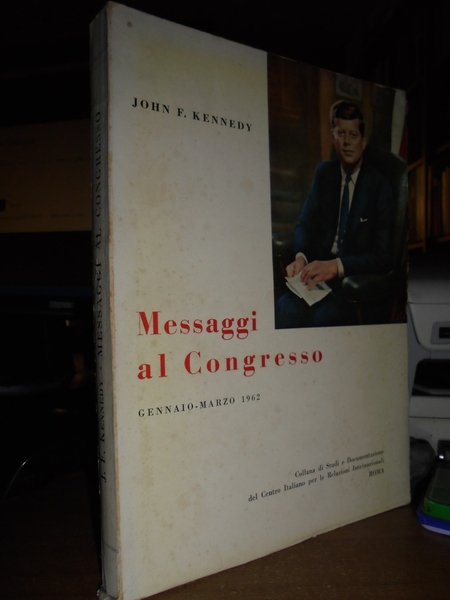 JOHN F. KENNEDY
Messaggi
al Congresso
GENNAIO-MARZO 1962
Collana di Studi e Documentazione
del Centro Italiano per le Relazioni Internazionali
ROMA
KENNEDY MESSAGGI AL CONGRESSO